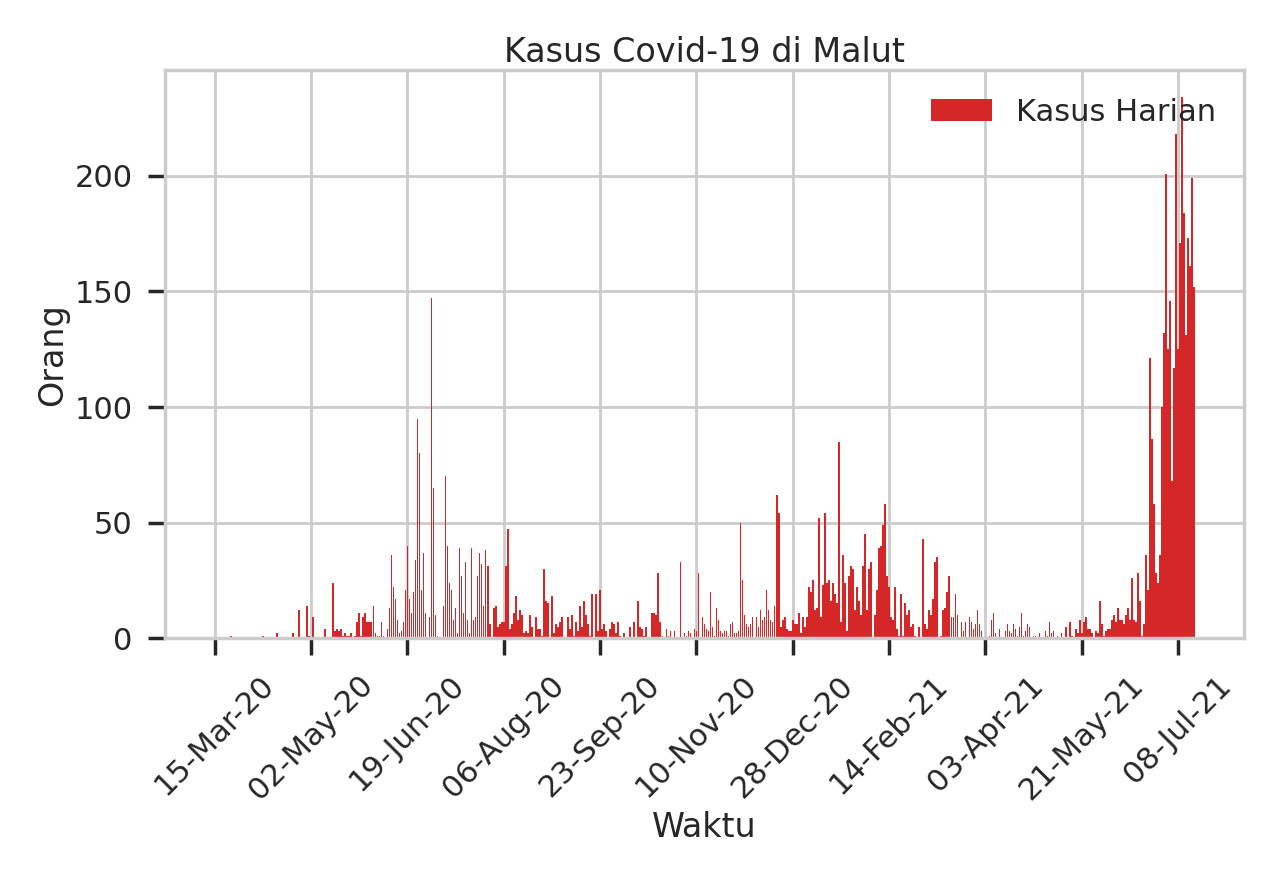 Kasus Covid-19 di Malut
Kasus Harian
Orang
200
150
100
50
0
15-Mar-20
02-May-20
19-Jun-20
06-Aug-20
23-Sep-20
10-Nov-20
28-Dec-20
14-Feb-21
03-Apr-21
21-May-21
08-Jul-21
Waktu